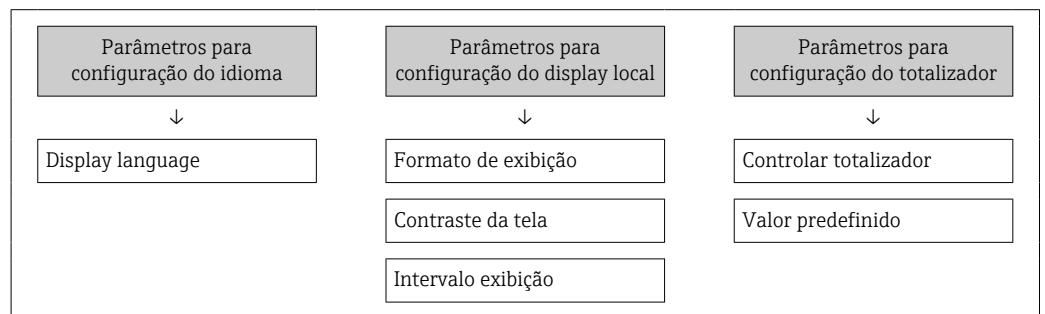 Parâmetros para
configuração do idioma
↓
Display language
Parâmetros para
configuração do display local
↓
Formato de exibição
Contraste da tela
Intervalo exibição
Parâmetros para
configuração do totalizador
↓
Controlar totalizador
Valor predefinido